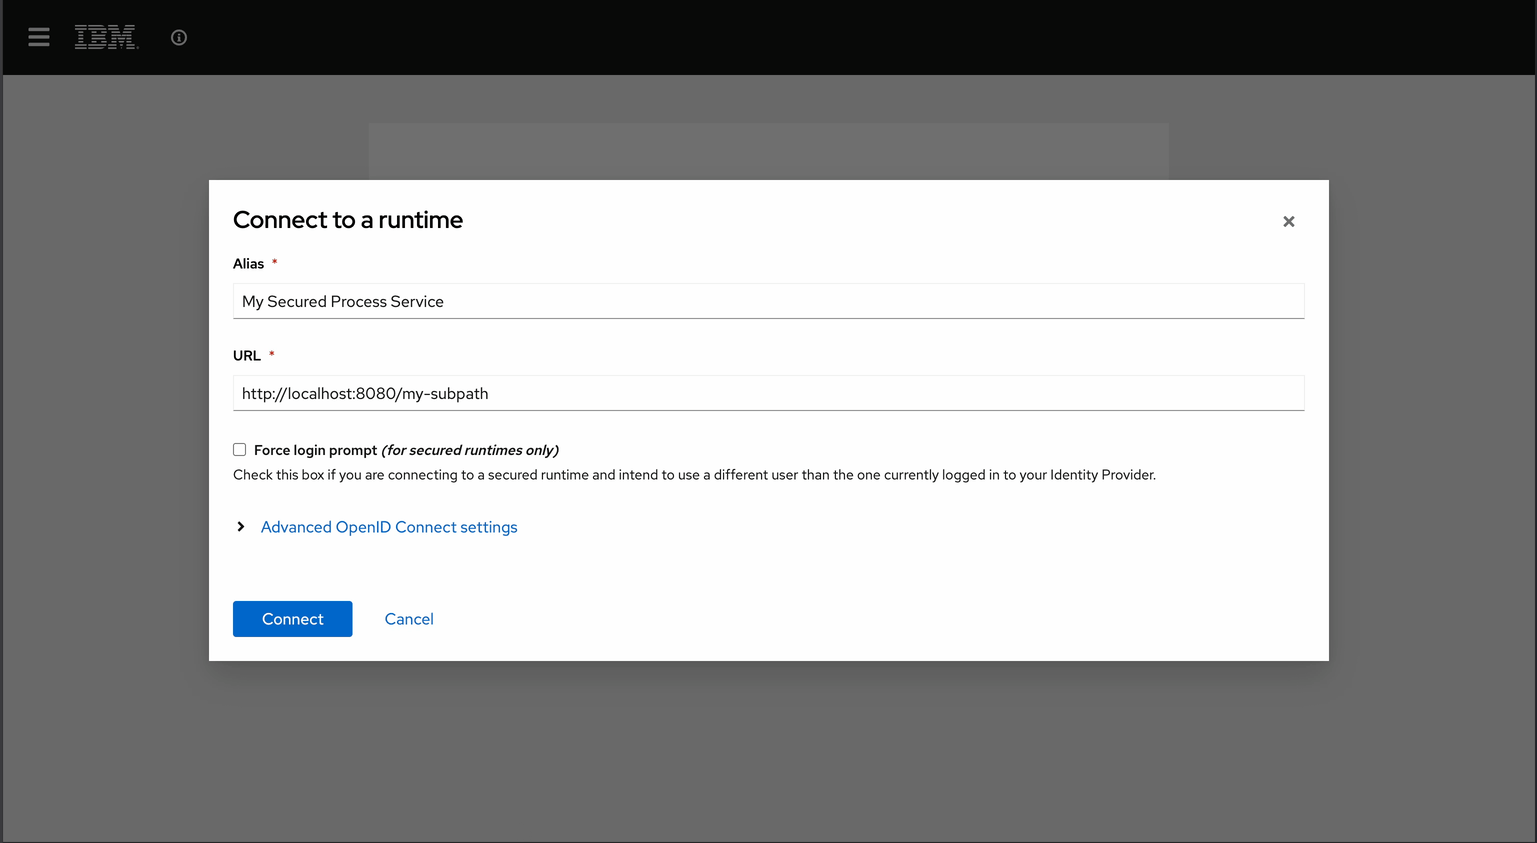 IBM
Connect to a runtime
Alias *
My Secured Process Service
URL *
http://localhost:8080/my-subpath
Force login prompt (for secured runtimes only)
Check this box if you are connecting to a secured runtime and intend to use a different user than the one currently logged in to your Identity Provider.
Advanced OpenID Connect settings
Connect Cancel